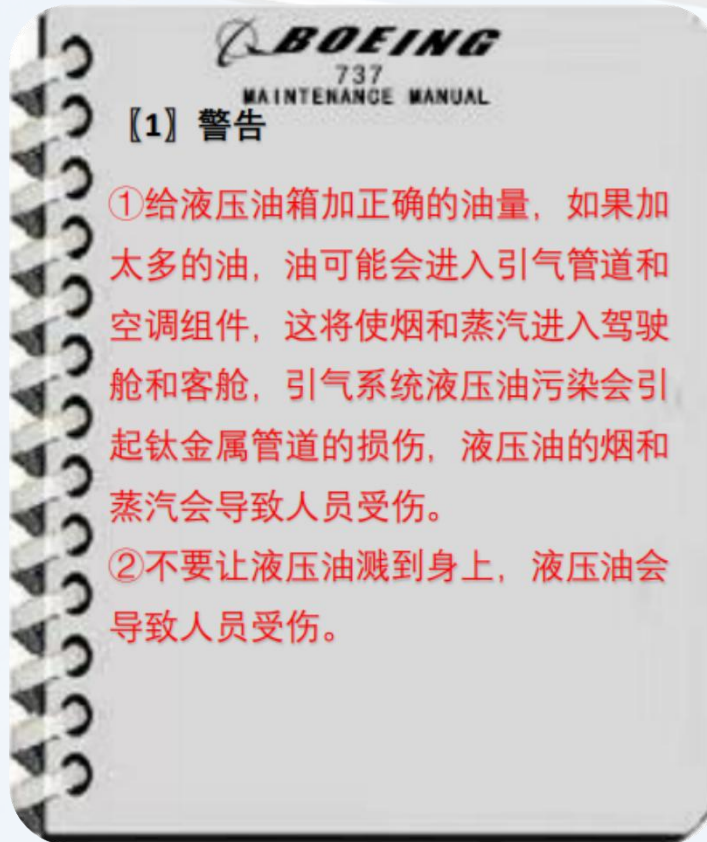 BOEING
737
MAINTENANCE MANUAL
〖1〗警告
①给液压油箱加正确的油量，如果加
太多的油，油可能会进入引气管道和
空调组件，这将使烟和蒸汽进入驾驶
舱和客舱，引气系统液压油污染会引
起钛金属管道的损伤，液压油的烟和
蒸汽会导致人员受伤。
②不要让液压油溅到身上，液压油会
导致人员受伤。